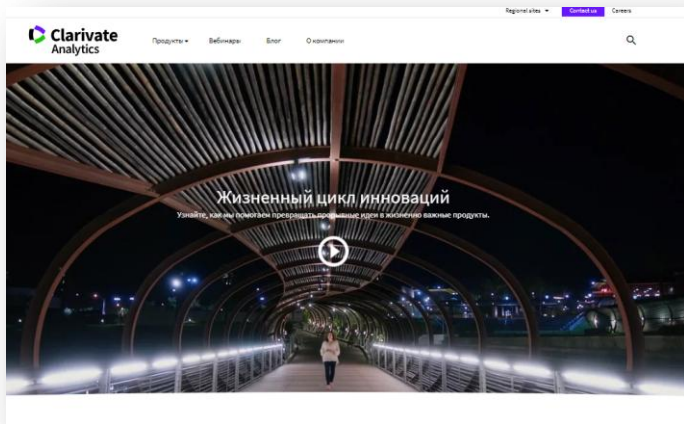 Regional sites
Contact us
Careers
Clarivate
Analytics
Продукты
Вебинары
Блог
О компании
Жизненный цикл инноваций
Узнайте, как мы помогаем превращать прорывные идеи в жизненно важные продукты.